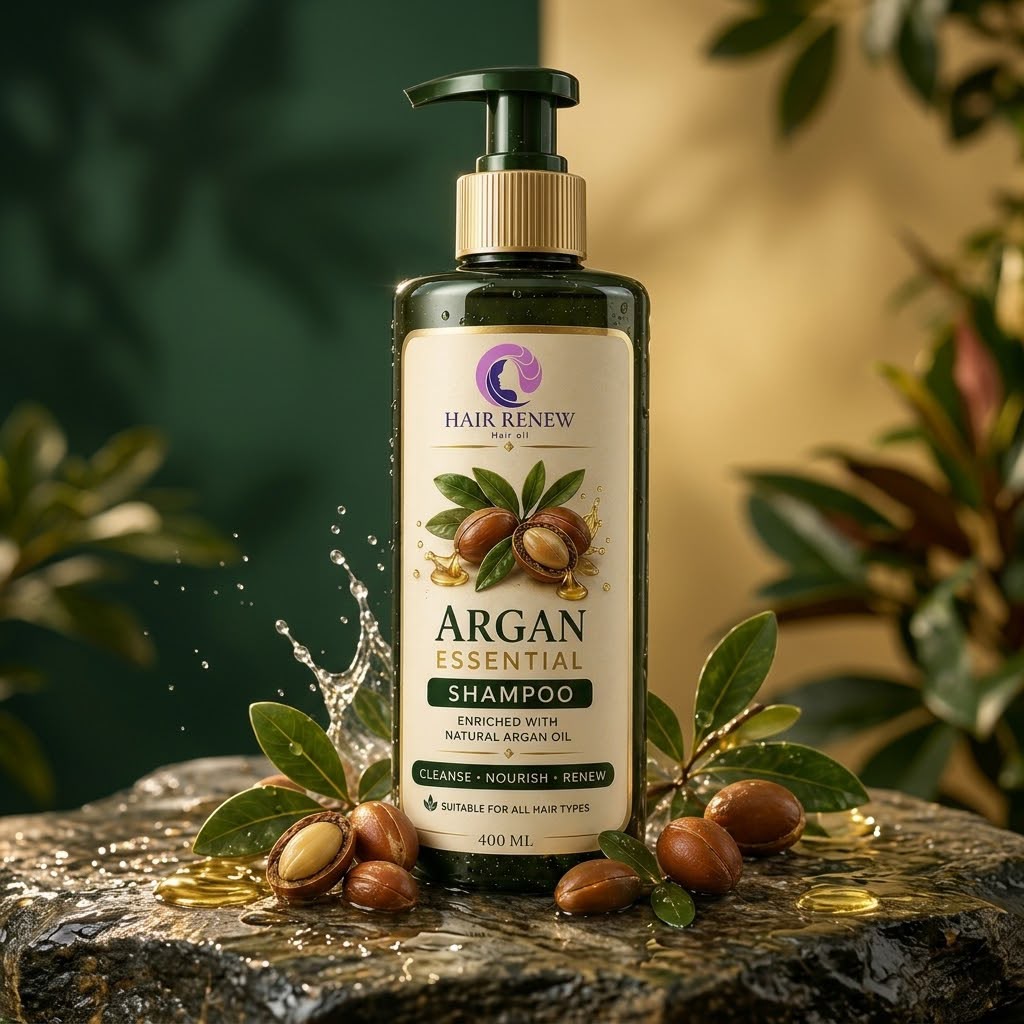 HAIR RENEW
Hair oil
ARGAN
ESSENTIAL
SHAMPOO
ENRICHED WITH
NATURAL ARGAN OIL
CLEANSE • NOURISH • RENEW
SUITABLE FOR ALL HAIR TYPES
400 ML